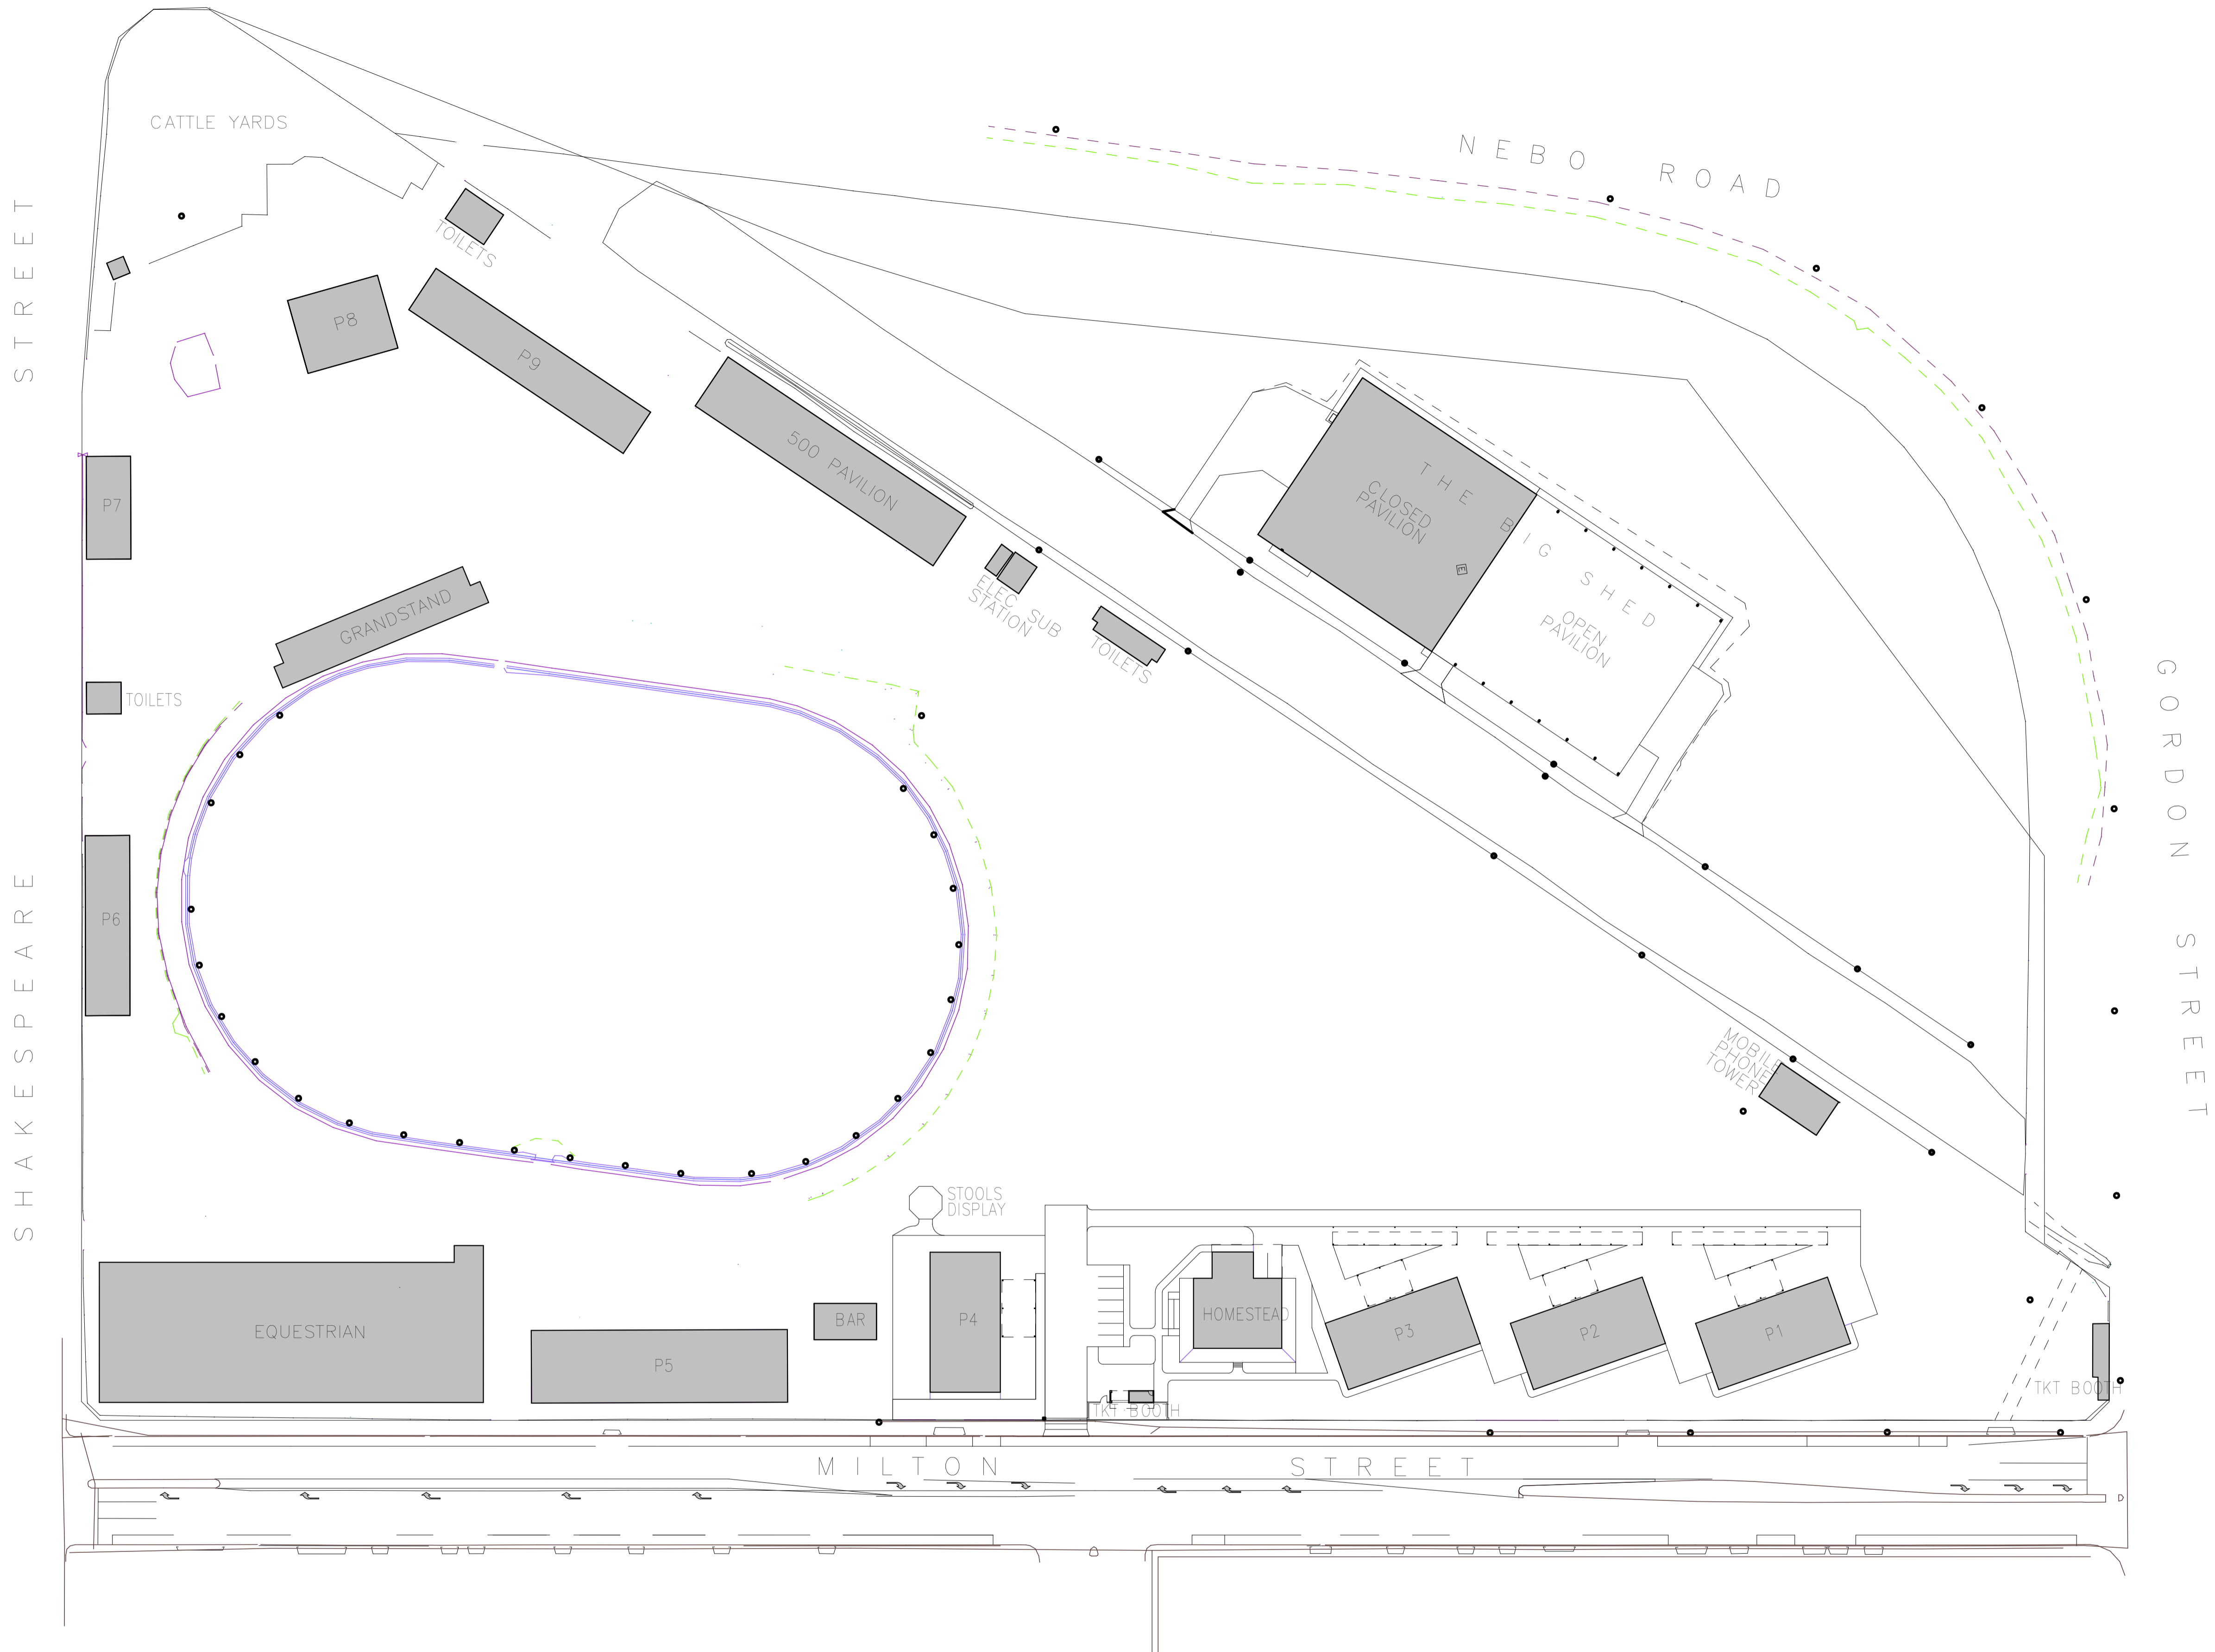 CATTLE YARDS
NEBO ROAD
SHAKESPEARE STREET
TOILETS
P8
P9
500 PAVILION
THE BIG SHED
CLOSED
PAVILION
E
OPEN
PAVILION
P7
GRANDSTAND
ELEC SUB
STATION
TOILETS
TOILETS
GORDON STREET
P6
MOBILE
PHONE
TOWER
STOOLS
DISPLAY
EQUESTRIAN
P5
BAR
P4
HOMESTEAD
P3
P2
P1
TKT BOOTH
TKT BOOTH
MILTON STREET